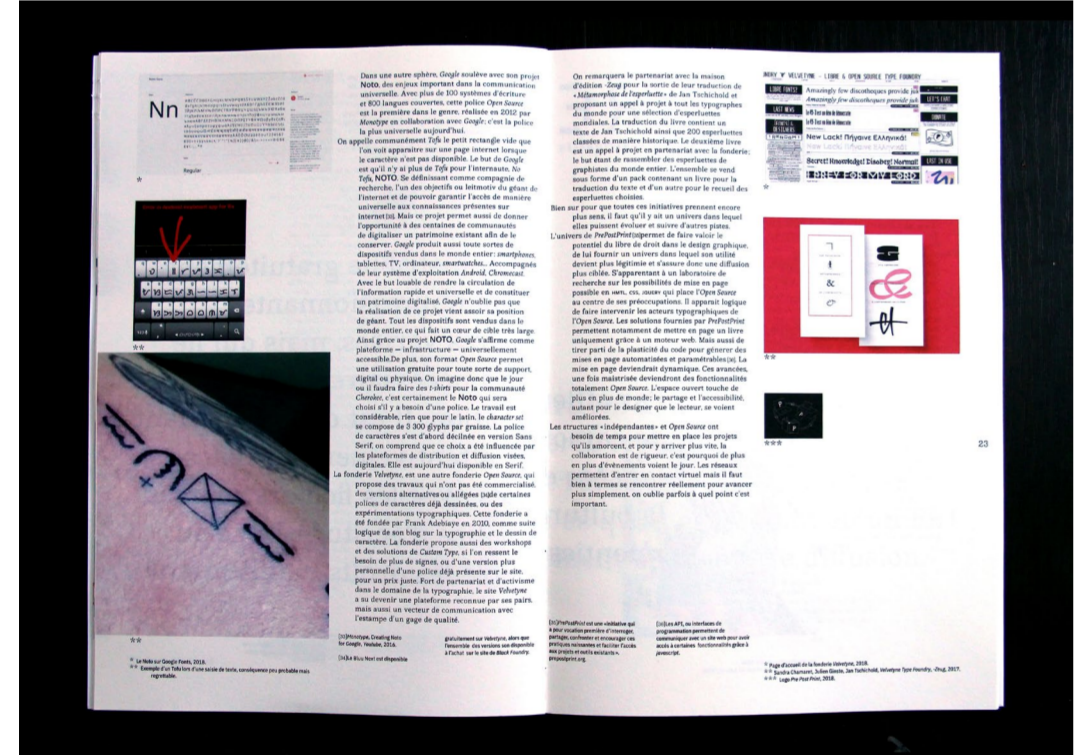 Nn
Regular
*
**
**
Dans une autre sphère, Google soulève avec son projet
Noto, des enjeux important dans la communication
universelle. Avec plus de 100 systèmes d'écriture
et 800 langues couvertes, cette police Open Source
est la première dans le genre, réalisée en 2012 par
Monotype en collaboration avec Google; c'est la police
la plus universelle aujourd'hui.
On appelle communément Tofu le petit rectangle vide que
l'on voit apparaitre sur une page internet lorsque
le caractère n'est pas disponible. Le but de Google
est qu'il n'y ai plus de Tofu pour l'internaute, No
Tofu, NOTO. Se définissant comme compagnie de
recherche, l'un des objectifs ou leitmotiv du géant de
l'Internet et de pouvoir garantir l'accès de manière
universelle aux connaissances présentes sur
internet. Mais ce projet permet aussi de donner
l'opportunité à des centaines de communautés
de digitaliser un patrimoine existant afin de le
conserver. Google produit aussi toute sortes de
dispositifs vendus dans le monde entier: smartphones,
tablettes, TV, ordinateur, smartwatches... Accompagnés
de leur système d'exploitation Android, Chromecast.
Avec le but louable de rendre la circulation de
l'information rapide et universelle et de constituer
un patrimoine digitalisé, Google n'oublie pas que
la réalisation de ce projet vient assoir sa position
de géant. Tout les dispositifs sont vendus dans le
monde entier, ce qui fait un cœur de cible très large.
Ainsi grâce au projet NOTO, Google s'affirme comme
plateforme — infrastructure — universellement
accessible.De plus, son format Open Source permet
une utilisation gratuite pour toute sorte de support,
digital ou physique. On imagine donc que le jour
ou il faudra faire des t-shirts pour la communauté
Cherokee, c'est certainement le Noto qui sera
choisi s'il y a besoin d'une police. Le travail est
considérable, rien que pour le latin, le character set
se compose de 3 300 glyphs par graisse. La police
de caractères s'est d'abord déclinée en version Sans
Serif, on comprend que ce choix a été influencée par
les plateformes de distribution et diffusion visées,
digitales. Elle est aujourd'hui disponible en Serif.
La fonderie Velvetyne, est une autre fonderie Open Source, qui
propose des travaux qui n'ont pas été commercialisé,
des versions alternatives ou allégées de certaines
polices de caractères déjà dessinées, ou des
expérimentations typographiques. Cette fonderie a
été fondée par Frank Adebiaye en 2010, comme suite
logique de son blog sur la typographie et le dessin de
caractère. La fonderie propose aussi des workshops
et des solutions de Custom Type, si l'on ressent le
besoin de plus de signes, ou d'une version plus
personnelle d'une police déjà présente sur le site,
pour un prix juste. Fort de partenariat et d'activisme
dans le domaine de la typographie, le site Velvetyne
a su devenir une plateforme reconnue par ses pairs,
mais aussi un vecteur de communication avec
l'estampe d'un gage de qualité.
Monotype, Creating Noto
for Google, Youtube, 2016.
Le Blue Nori est disponible
gratuitement sur Velvetyne, alors que
l'ensemble des versions son disponible
à l'achat sur le site de Black Foundry.
* Le Noto sur Google Fonts, 2018.
** Exemple d'un Tofu lors d'une saisie de texte, conséquence peu probable mais
regrettable.
On remarquera le partenariat avec la maison
d'édition -Zeug pour la sortie de leur traduction de
«Métamorphose de l'esperluette» de Jan Tschichold et
proposant un appel à projet à tout les typographes
du monde pour une sélection d'esperluettes
mondiales. La traduction du livre contient un
texte de Jan Tschichold ainsi que 200 esperluettes
classées de manière historique. Le deuxième livre
est un appel à projet en partenariat avec la fonderie;
le but étant de rassembler des esperluettes de
graphistes du monde entier. L'ensemble se vend
sous forme d'un pack contenant un livre pour la
traduction du texte et d'un autre pour le recueil des
esperluettes choisies.
Bien sur pour que toutes ces initiatives prennent encore
plus sens, il faut qu'il y ait un univers dans lequel
elles puissent évoluer et suivre d'autres pistes.
L'univers de PrePostPrint permet de faire valoir le
potentiel du libre de droit dans le design graphique,
de lui fournir un univers dans lequel son utilité
devient plus légitimie et s'assure donc une diffusion
plus ciblée. S'apparentant à un laboratoire de
recherche sur les possibilités de mise en page
possible en qui place l'Open Source
au centre de ses préoccupations. Il apparait logique
de faire intervenir les acteurs typographiques de
l'Open Source. Les solutions fournies par PrePostPrint
permettent notamment de mettre en page un livre
uniquement grâce à un moteur web. Mais aussi de
tirer parti de la plasticité du code pour générer des
mises en page automatisées et paramétrables. La
mise en page deviendrait dynamique. Ces avancées,
une fois maitrisée deviendront des fonctionnalités
totalement Open Source. L'espace ouvert touche de
plus en plus de monde; le partage et l'accessibilité,
autant pour le designer que le lecteur, se voient
améliorées.
Les structures «indépendantes» et Open Source ont
besoin de temps pour mettre en place les projets
qu'ils amorcent, et pour y arriver plus vite, la
collaboration est de rigueur, c'est pourquoi de plus
en plus d'évènements voient le jour. Les réseaux
permettent d'entrer en contact virtuel mais il faut
bien à termes se rencontrer réellement pour avancer
plus simplement, on oublie parfois à quel point c'est
important.
PrePostPrint est une «initiative qui
a pour vocation première d'interroger,
partager, confronter et encourager ces
pratiques naissantes et faciliter l'accès
aux projets et outils existants».
prepostprint.org.
Les API, ou interfaces de
programmation permettent de
communiquer avec un site web pour avoir
accès à certaines fonctionnalités grâce à
javascript.
VELVETYNE - LIBRE & OPEN SOURCE TYPE FOUNDRY
LIBRE FONTS?
LAST NEWS
Amazingly few discotheques provide juk
Amazingly few discotheques provide juk
New Lack! Πήγαινε Ελληνικά!
New Lack! Πήγαινε Ελληνικά!
Bearer! Knowledge! Disobey! Normal!
I PREY FOR MY LORD
LET'S FORK
DONATE
LAST IN USE
*
&
**
***
23
* Page d'accueil de la fonderie Velvetyne, 2018.
** Sandra Chamaret, Julien Gineste, Jan Tschichold, Velvetyne Type Foundry, -Zeug, 2017.
*** Logo Pre Post Print, 2018.